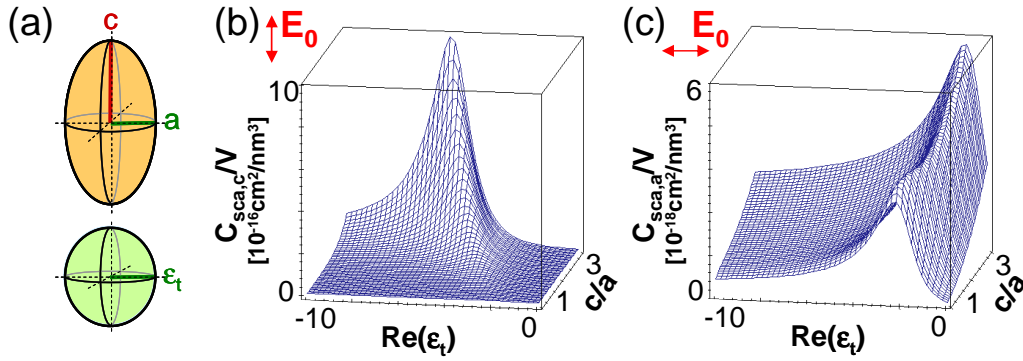 (a)
c
a
εt
(b)
E0
Csca,c/V
[10-16cm2/nm3]
10
0
-10
0
Re(εt)
1
3
c/a
(c)
E0
Csca,a/V
[10-18cm2/nm3]
6
0
-10
0
Re(εt)
1
3
c/a